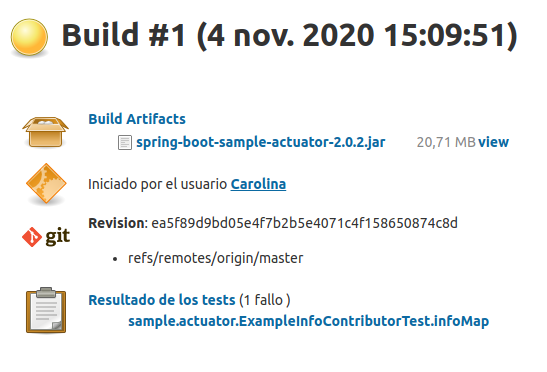 Build #1 (4 nov. 2020 15:09:51)
Build Artifacts
spring-boot-sample-actuator-2.0.2.jar 20,71 MB view
Iniciado por el usuario Carolina
git
Revision: ea5f89d9bd05e4f7b2b5e4071c4f158650874c8d
• refs/remotes/origin/master
Resultado de los tests (1 fallo )
sample.actuator.ExampleInfoContributorTest.infoMap